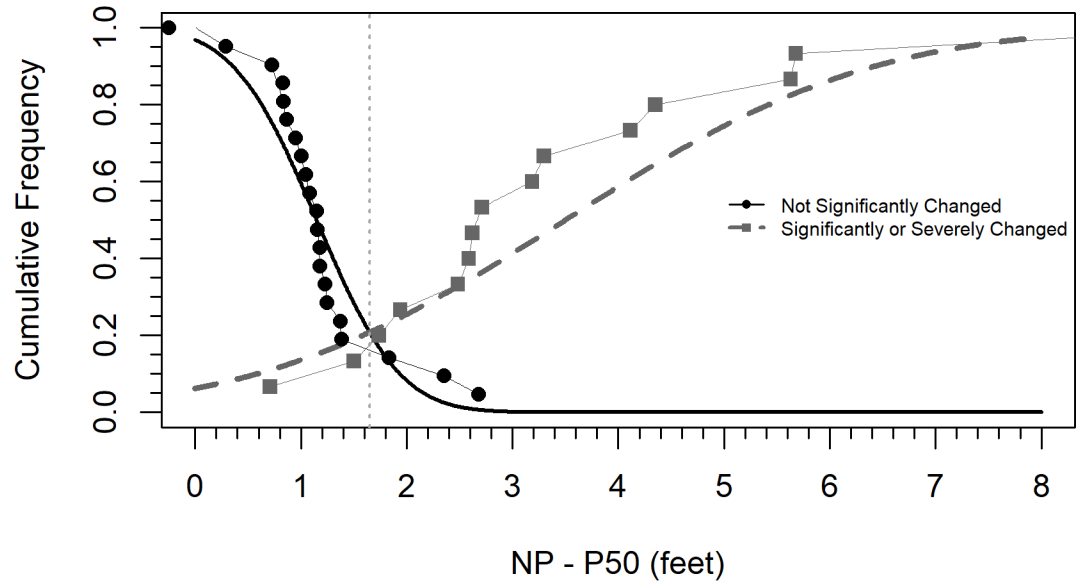 Cumulative Frequency
1.0
0.8
0.6
0.4
0.2
0.0
Not Significantly Changed
Significantly or Severely Changed
0 1 2 3 4 5 6 7 8
NP - P50 (feet)